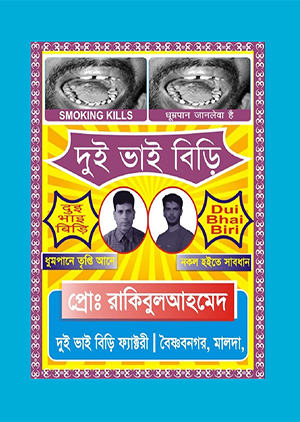 SMOKING KILLS
धूम्रपान जानलेवा है
দুই ভাই বিড়ি
দুই
ভাই
বিড়ি
Dui
Bhai
Biri
ধুমপানে তৃপ্তি আনে
নকল হইতে সাবধান
প্রোঃ রাকিবুলআহমেদ
দুই ভাই বিড়ি ফ্যাক্টরী | বৈষ্ণবনগর, মালদা,